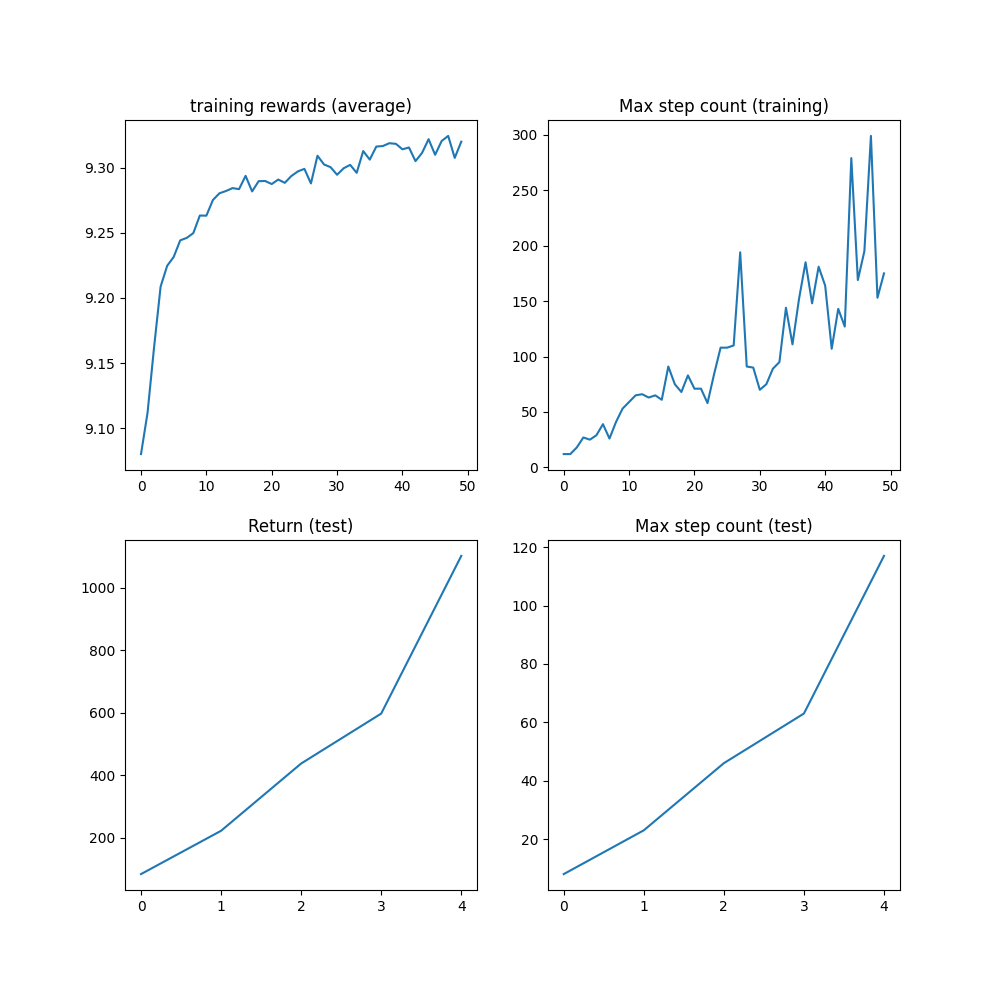 training rewards (average)
9.30
9.25
9.20
9.15
9.10
0 10 20 30 40 50
Max step count (training)
300
250
200
150
100
50
0
0 10 20 30 40 50
Return (test)
1000
800
600
400
200
0 1 2 3 4
Max step count (test)
120
100
80
60
40
20
0 1 2 3 4